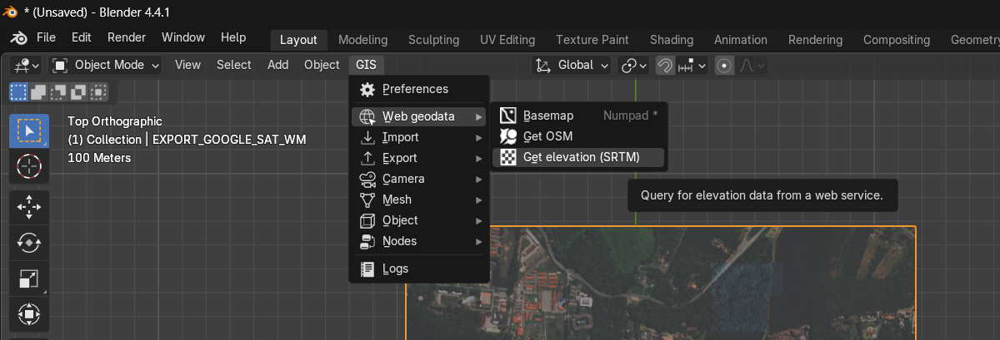 * (Unsaved) - Blender 4.4.1
File Edit Render Window Help Layout Modeling Sculpting UV Editing Texture Paint Shading Animation Rendering Compositing Geometry
Object Mode View Select Add Object GIS Global
Preferences
Web geodata
Import
Export
Camera
Mesh
Object
Nodes
Logs
Basemap Numpad *
Get OSM
Get elevation (SRTM)
Query for elevation data from a web service.
Top Orthographic
(1) Collection | EXPORT_GOOGLE_SAT_WM
100 Meters